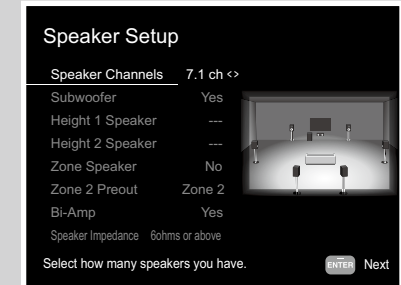 Speaker Setup
Speaker Channels 7.1 ch <>
Subwoofer Yes
Height 1 Speaker ---
Height 2 Speaker ---
Zone Speaker No
Zone 2 Preout Zone 2
Bi-Amp Yes
Speaker Impedance 6ohms or above
Select how many speakers you have.
ENTER Next